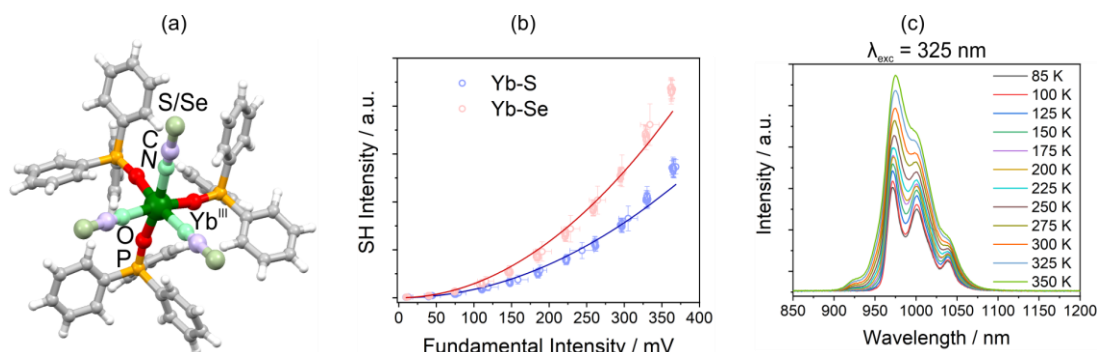 (a)
S/Se
C
N
Yb^III
O
P
(b)
SH Intensity / a.u.
Yb-S
Yb-Se
0 50 100 150 200 250 300 350 400
Fundamental Intensity / mV
(c)
λexc = 325 nm
Intensity / a.u.
85 K
100 K
125 K
150 K
175 K
200 K
225 K
250 K
275 K
300 K
325 K
350 K
850 900 950 1000 1050 1100 1200
Wavelength / nm